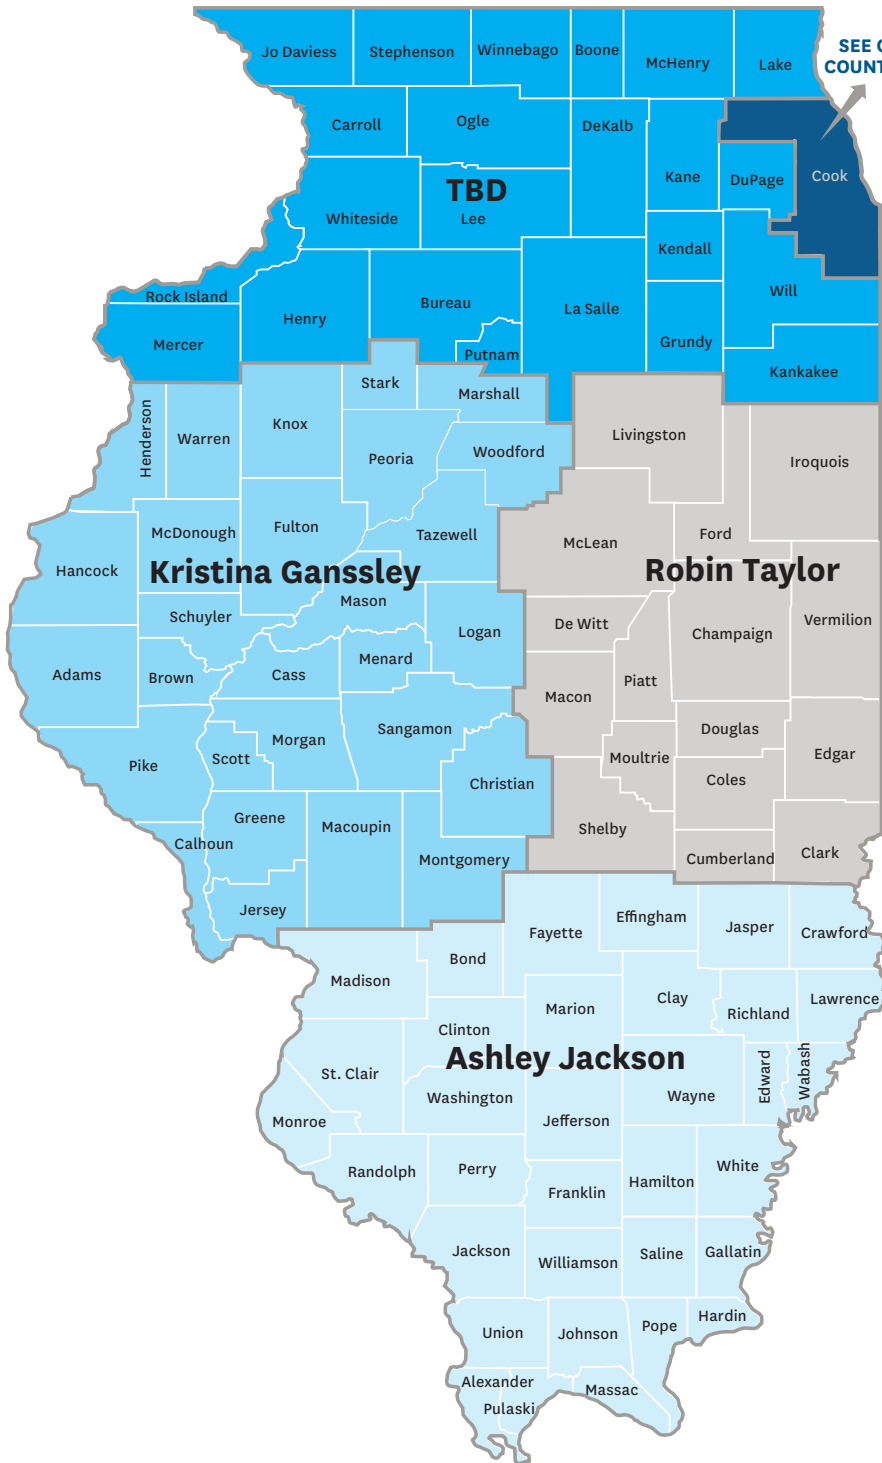 SEE C
COUNT
Jo Daviess
Stephenson
Winnebago
Boone
McHenry
Lake
Carroll
Ogle
DeKalb
Kane
DuPage
Cook
TBD
Whiteside
Lee
Kendall
Rock Island
Henry
Bureau
La Salle
Will
Mercer
Putnam
Grundy
Kankakee
Henderson
Warren
Knox
Stark
Marshall
Peoria
Woodford
Livingston
Iroquois
Hancock
McDonough
Fulton
Tazewell
McLean
Ford
Kristina Ganssley
Robin Taylor
Schuyler
Mason
Logan
De Witt
Champaign
Vermilion
Adams
Brown
Cass
Menard
Macon
Piatt
Pike
Scott
Morgan
Sangamon
Christian
Moultrie
Douglas
Edgar
Coles
Calhoun
Greene
Macoupin
Montgomery
Shelby
Cumberland
Clark
Jersey
Effingham
Fayette
Jasper
Crawford
Madison
Bond
Marion
Clay
Richland
Lawrence
Clinton
Ashley Jackson
St. Clair
Washington
Wayne
Edward
Wabash
Monroe
Jefferson
Randolph
Perry
Franklin
Hamilton
White
Jackson
Williamson
Saline
Gallatin
Union
Johnson
Pope
Hardin
Alexander
Pulaski
Massac